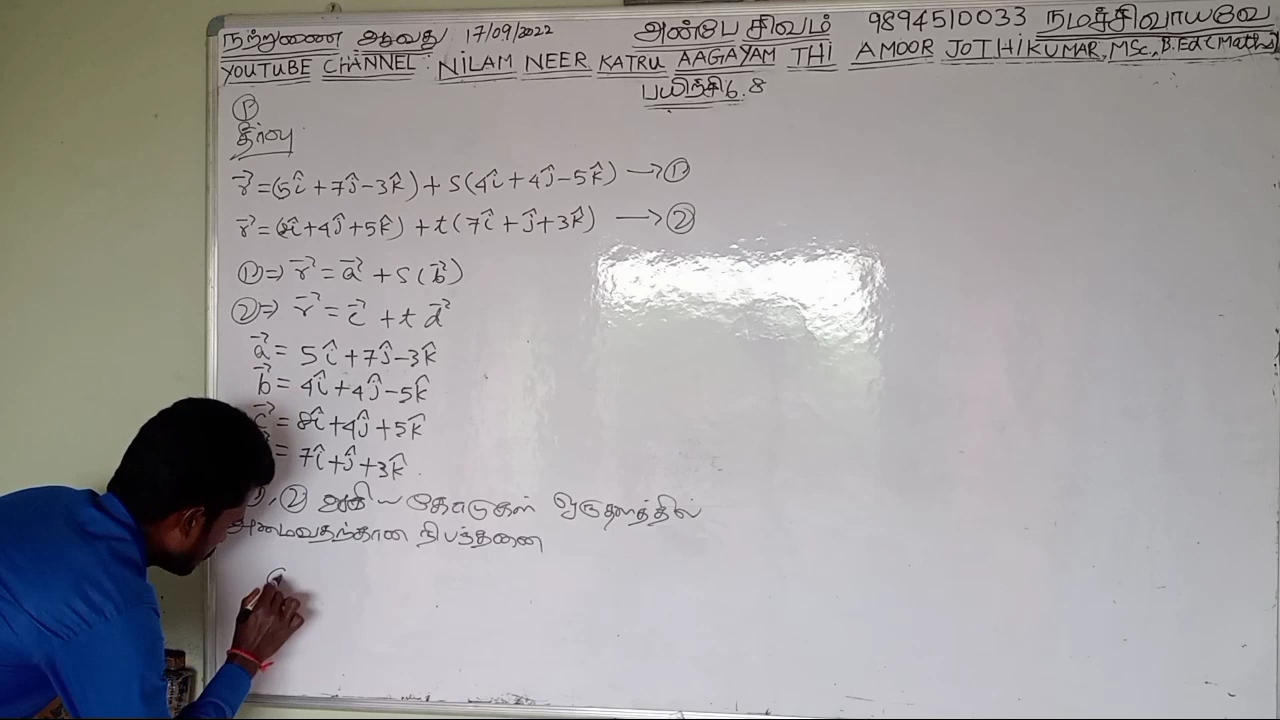 நற்றுணை ஆவது 17/09/2022 அன்பே சிவம் 9894510033 நமச்சிவாயவே
YOUTUBE CHANNEL: NILAM NEER KATRU AAGAYAM THI AMOOR JOTHIKUMAR, MSc., B.Ed (Maths)
பயிற்சி 6.8
①
தீர்வு
r⃗ = (5î + 7ĵ - 3k̂) + s(4î + 4ĵ - 5k̂) → ①
r⃗ = (8î + 4ĵ + 5k̂) + t(7î + ĵ + 3k̂) → ②
① ⇒ r⃗ = a⃗ + s(b⃗)
② ⇒ r⃗ = c⃗ + t d⃗
a⃗ = 5î + 7ĵ - 3k̂
b⃗ = 4î + 4ĵ - 5k̂
c⃗ = 8î + 4ĵ + 5k̂
= 7î + ĵ + 3k̂.
①, ② ஆகிய கோடுகள் ஒருதளத்தில்
அமைவதற்கான நிபந்தனை
(